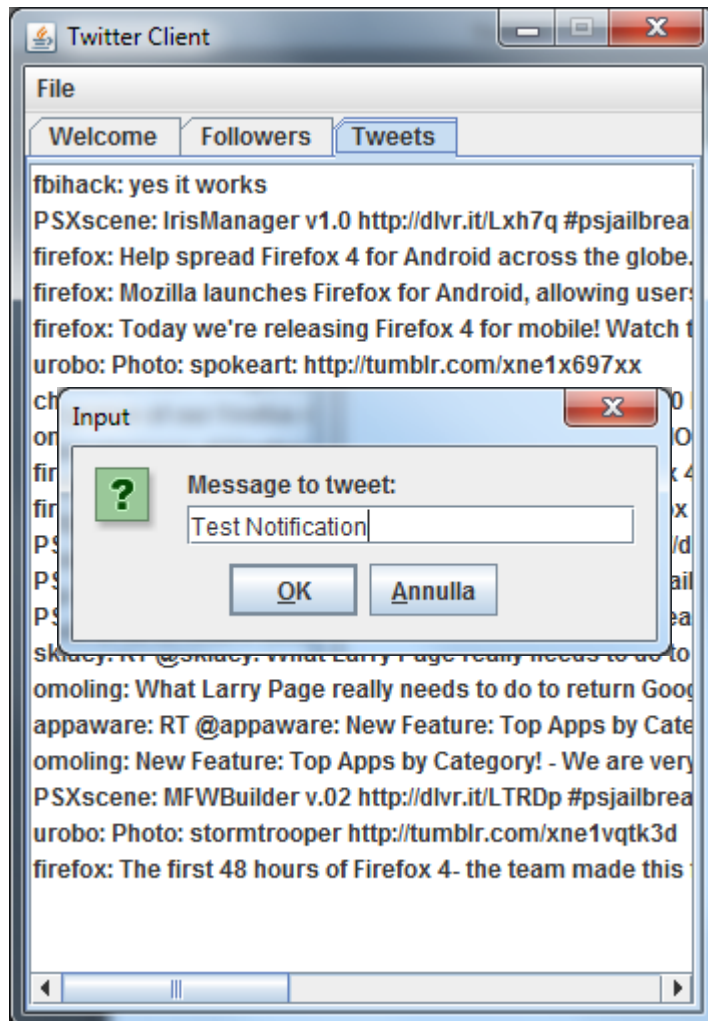 Twitter Client
File
Welcome Followers Tweets
fbihack: yes it works
PSXscene: IrisManager v1.0 http://dlvr.it/Lxh7q #psjailbrea
firefox: Help spread Firefox 4 for Android across the globe.
firefox: Mozilla launches Firefox for Android, allowing users
firefox: Today we're releasing Firefox 4 for mobile! Watch t
urobo: Photo: spokeart: http://tumblr.com/xne1x697xx
Input
Message to tweet:
Test Notification
OK Annulla
omoling: What Larry Page really needs to do to return Goog
appaware: RT @appaware: New Feature: Top Apps by Cate
omoling: New Feature: Top Apps by Category! - We are very
PSXscene: MFWBuilder v.02 http://dlvr.it/LTRDp #psjailbrea
urobo: Photo: stormtrooper http://tumblr.com/xne1vqtk3d
firefox: The first 48 hours of Firefox 4- the team made this